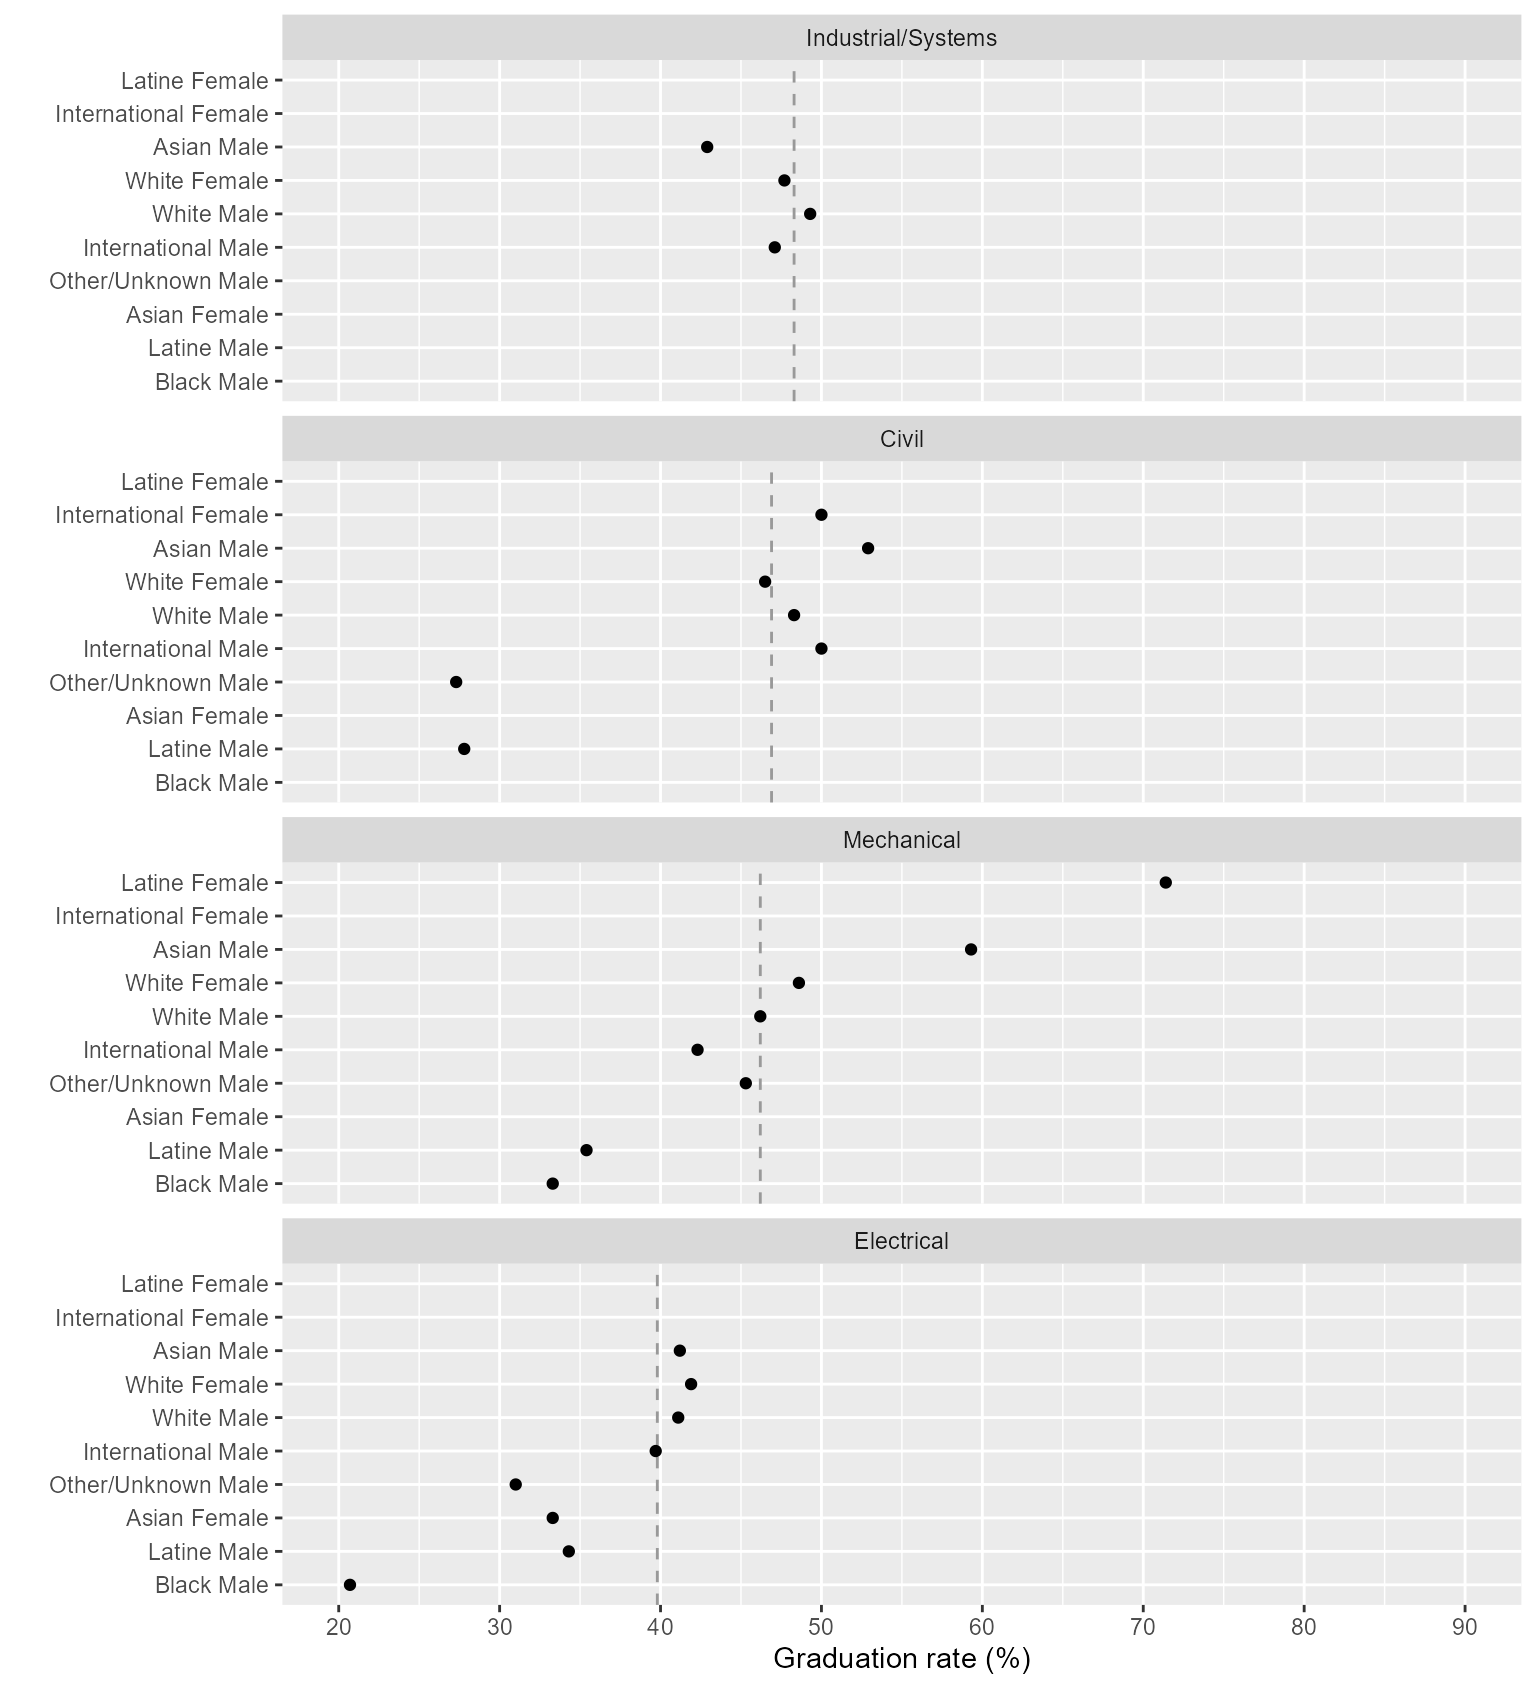 Industrial/Systems
Latine Female
International Female
Asian Male
White Female
White Male
International Male
Other/Unknown Male
Asian Female
Latine Male
Black Male
Civil
Latine Female
International Female
Asian Male
White Female
White Male
International Male
Other/Unknown Male
Asian Female
Latine Male
Black Male
Mechanical
Latine Female
International Female
Asian Male
White Female
White Male
International Male
Other/Unknown Male
Asian Female
Latine Male
Black Male
Electrical
Latine Female
International Female
Asian Male
White Female
White Male
International Male
Other/Unknown Male
Asian Female
Latine Male
Black Male
20 30 40 50 60 70 80 90
Graduation rate (%)